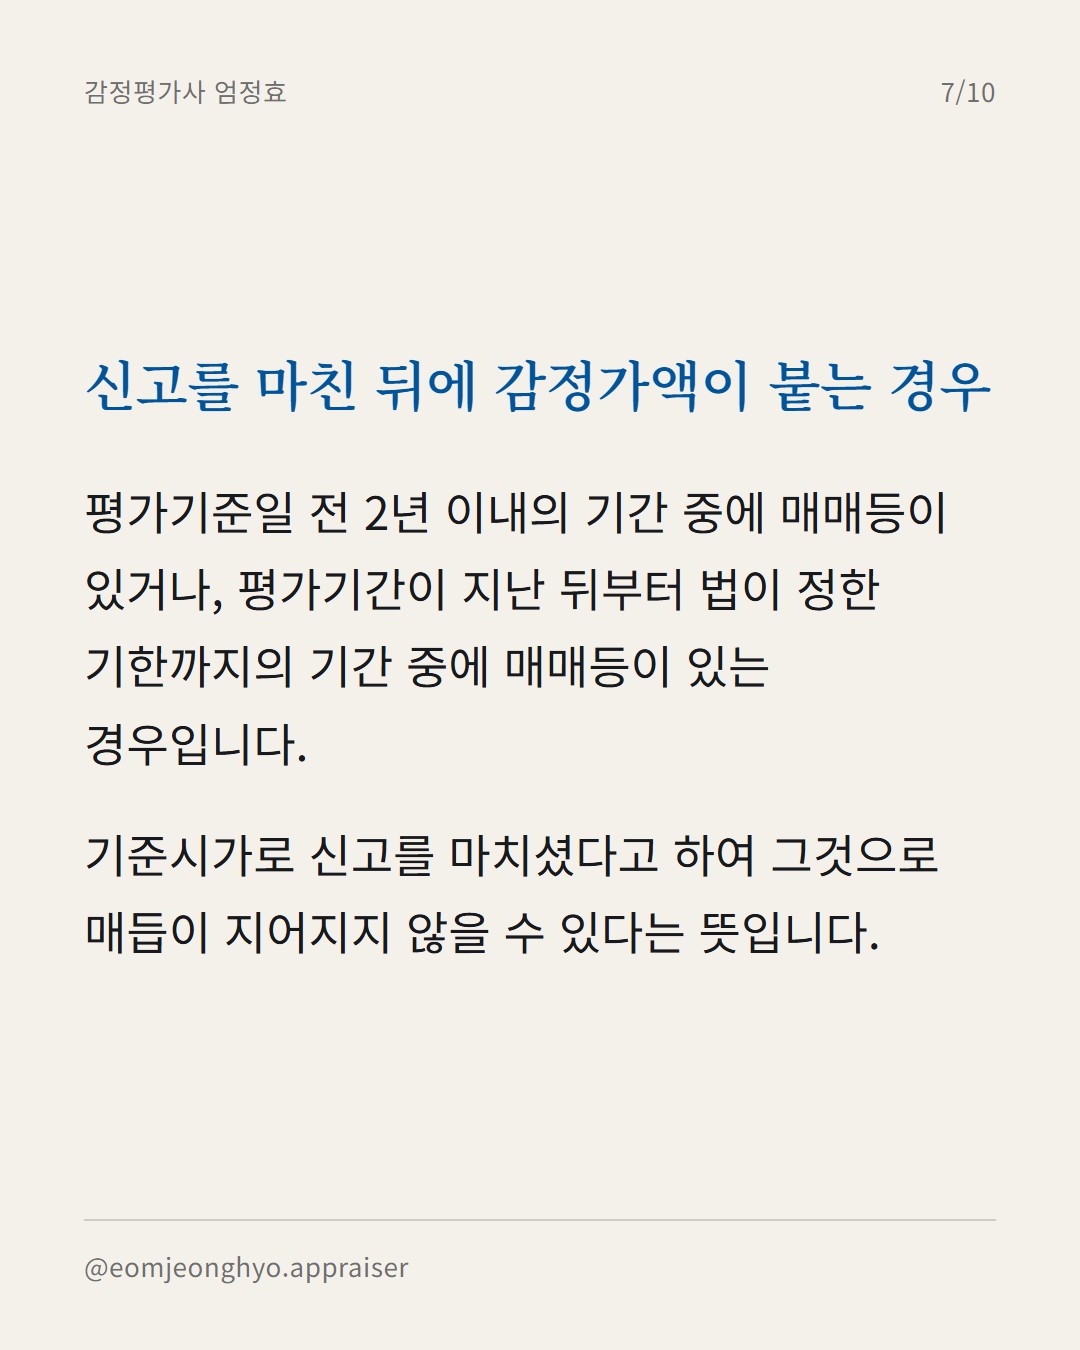 감정평가사 엄정효
7/10
신고를 마친 뒤에 감정가액이 붙는 경우
평가기준일 전 2년 이내의 기간 중에 매매등이
있거나, 평가기간이 지난 뒤부터 법이 정한
기한까지의 기간 중에 매매등이 있는
경우입니다.
기준시가로 신고를 마치셨다고 하여 그것으로
매듭이 지어지지 않을 수 있다는 뜻입니다.
@eomjeonghyo.appraiser